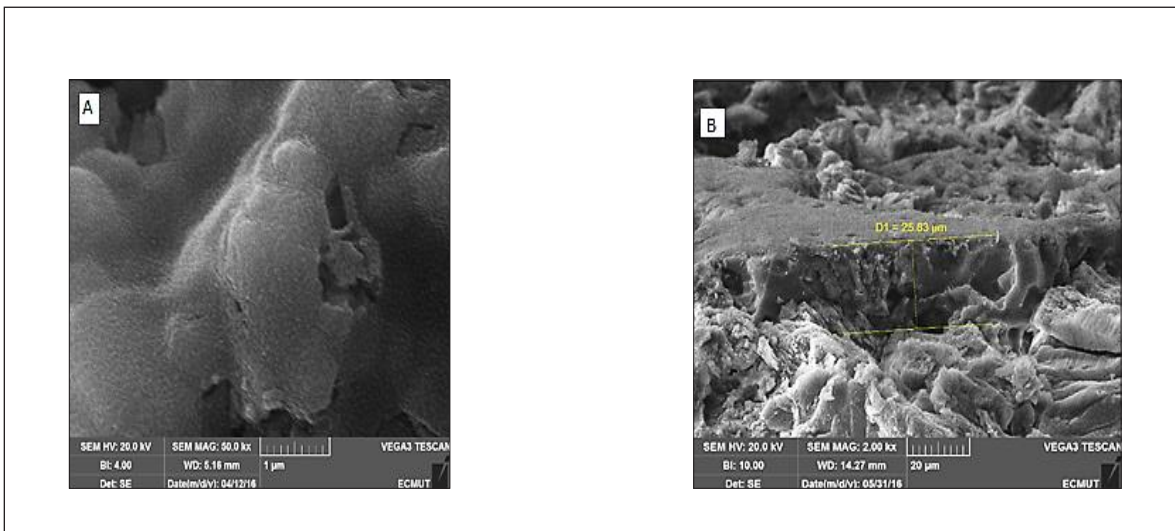 A
SEM HV: 20.0 kV SEM MAG: 50.0 kx VEGA3 TESCAN
BI: 4.00 WD: 5.16 mm 1 µm
Det: SE Date(m/d/y): 04/12/16 ECMUT
B
D1 = 25.83 µm
SEM HV: 20.0 kV SEM MAG: 2.00 kx VEGA3 TESCAN
BI: 10.00 WD: 14.27 mm 20 µm
Det: SE Date(m/d/y): 05/31/16 ECMUT